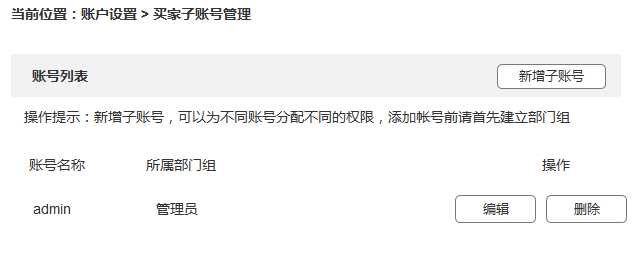 当前位置：账户设置 > 买家子账号管理
账号列表 新增子账号
操作提示：新增子账号，可以为不同账号分配不同的权限，添加帐号前请首先建立部门组
账号名称 所属部门组 操作
admin 管理员 编辑 删除